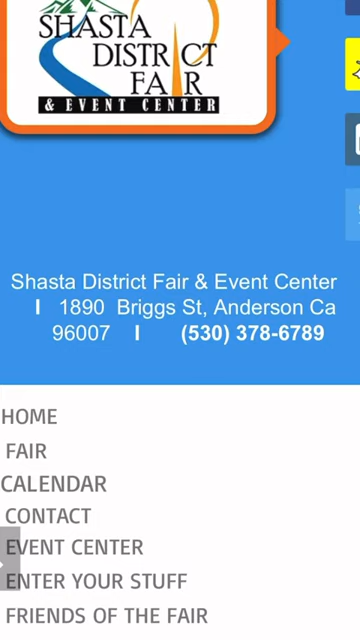 SHASTA
DISTRICT
FAIR
& EVENT CENTER
Shasta District Fair & Event Center
I 1890 Briggs St, Anderson Ca
96007 I (530) 378-6789
HOME
FAIR
CALENDAR
CONTACT
EVENT CENTER
ENTER YOUR STUFF
FRIENDS OF THE FAIR